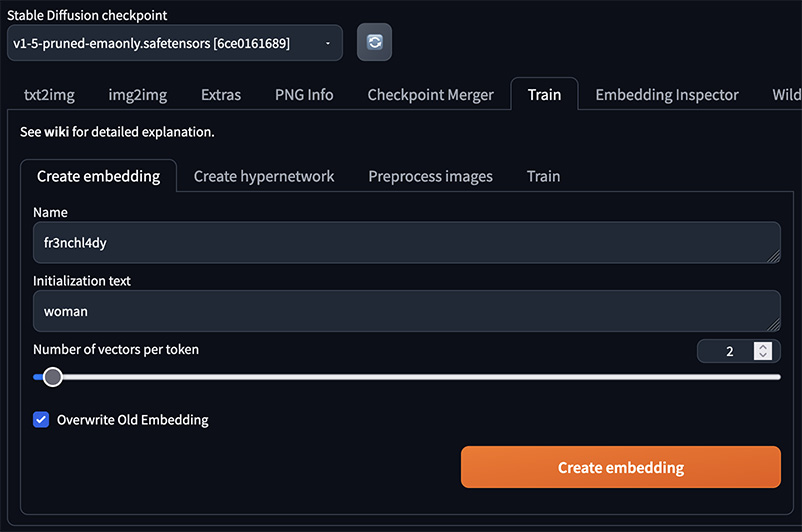 Stable Diffusion checkpoint
v1-5-pruned-emaonly.safetensors [6ce0161689]
txt2img img2img Extras PNG Info Checkpoint Merger Train Embedding Inspector Wild
See wiki for detailed explanation.
Create embedding Create hypernetwork Preprocess images Train
Name
fr3nchl4dy
Initialization text
woman
Number of vectors per token 2
Overwrite Old Embedding
Create embedding